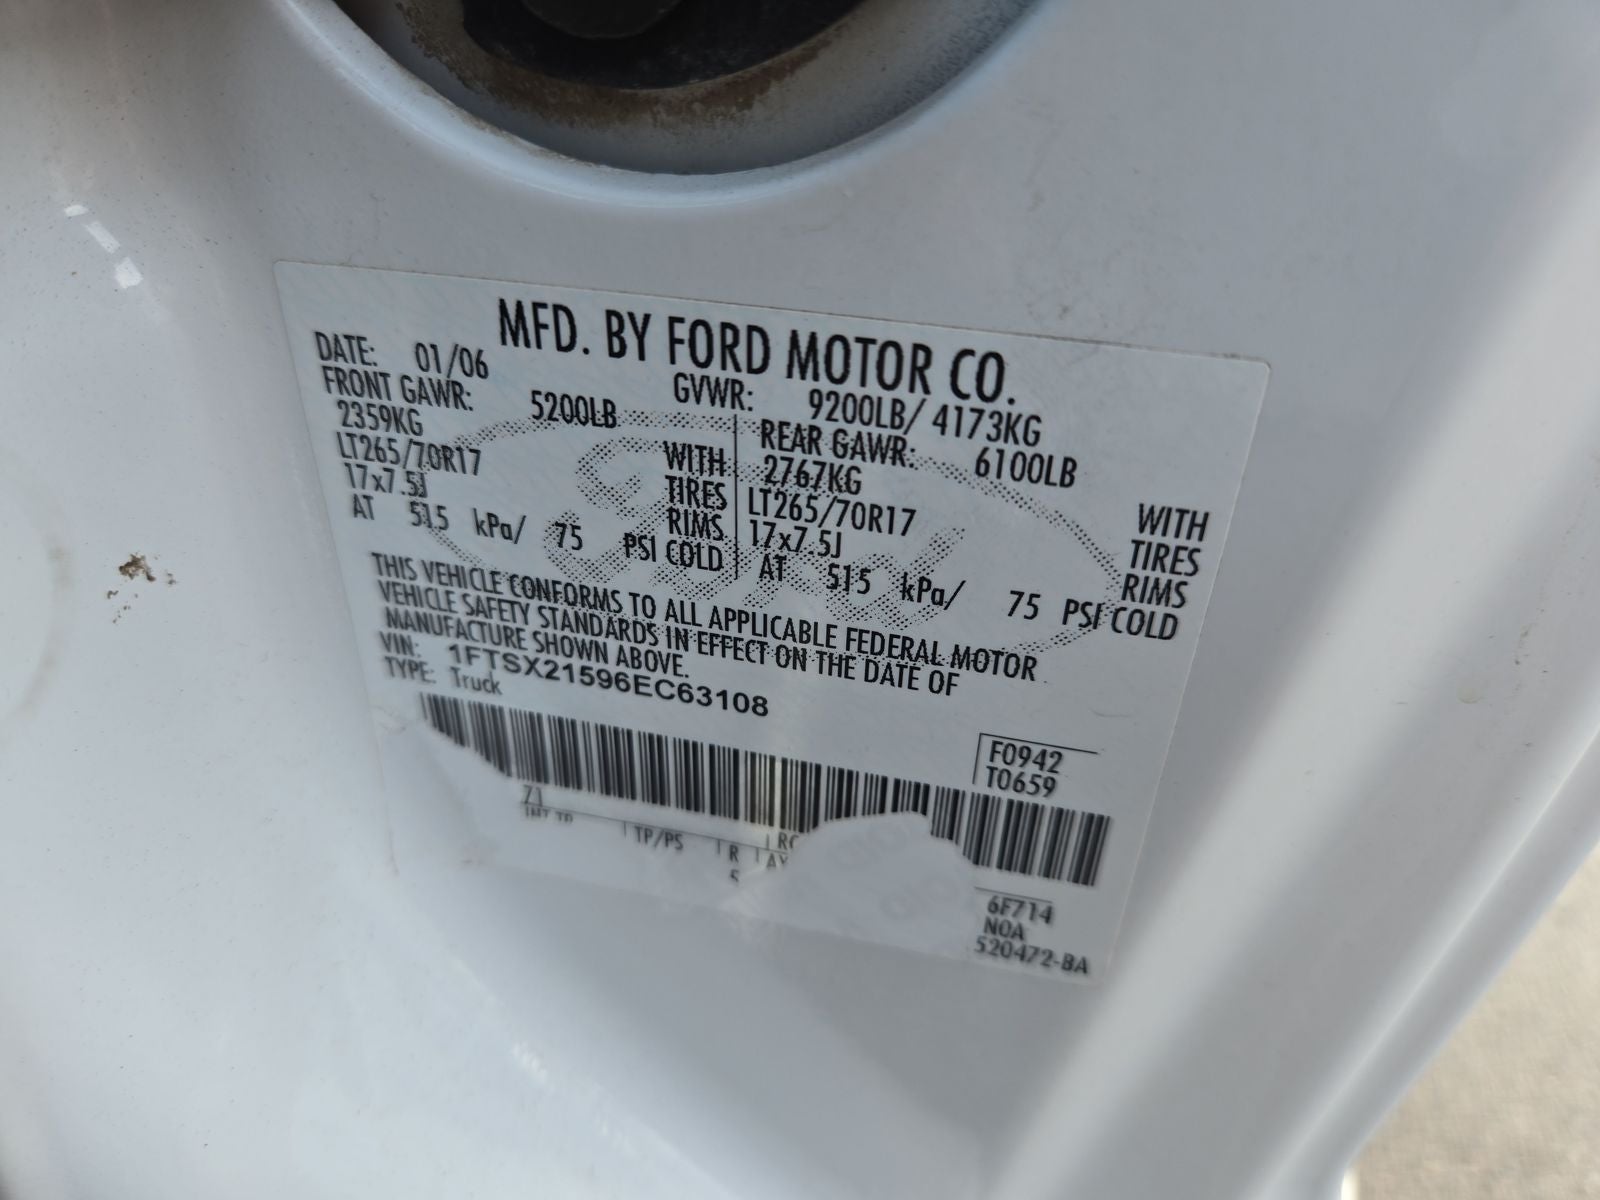 MFD. BY FORD MOTOR CO.
DATE: 01/06 GVWR: 9200LB/ 4173KG
FRONT GAWR: 5200LB REAR GAWR: 6100LB
2359KG WITH 2767KG WITH
LT265/70R17 TIRES LT265/70R17 TIRES
17x7.5J RIMS 17x7.5J RIMS
AT 515 kPa/ 75 PSI COLD AT 515 kPa/ 75 PSI COLD
THIS VEHICLE CONFORMS TO ALL APPLICABLE FEDERAL MOTOR
VEHICLE SAFETY STANDARDS IN EFFECT ON THE DATE OF
MANUFACTURE SHOWN ABOVE.
VIN: 1FTSX21596EC63108
TYPE: Truck
F0942
T0659
TP/PS R
5
6F714
NOA
520472-BA